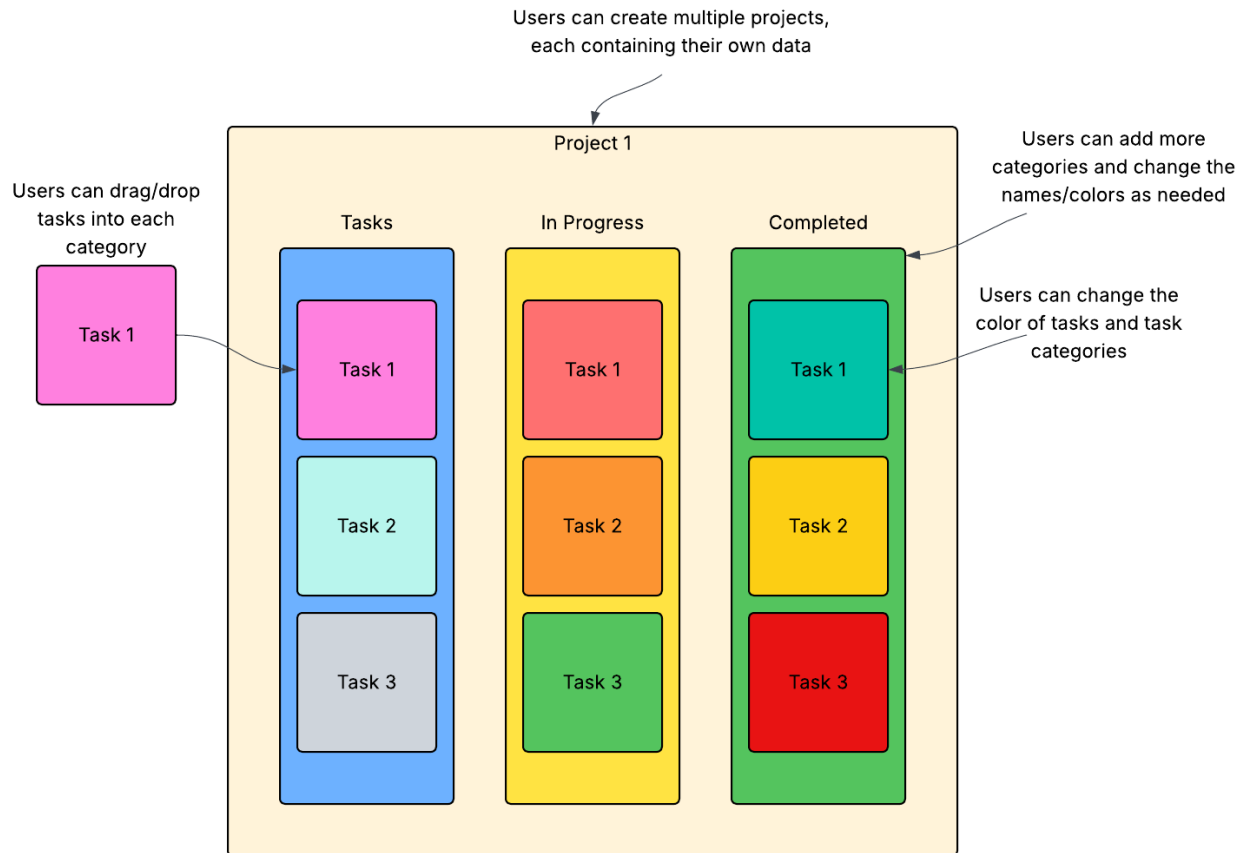 Users can create multiple projects,
each containing their own data
Project 1
Users can add more
categories and change the
names/colors as needed
Users can drag/drop
tasks into each
category
Tasks
In Progress
Completed
Users can change the
color of tasks and task
categories
Task 1
Task 1
Task 1
Task 1
Task 2
Task 2
Task 2
Task 3
Task 3
Task 3